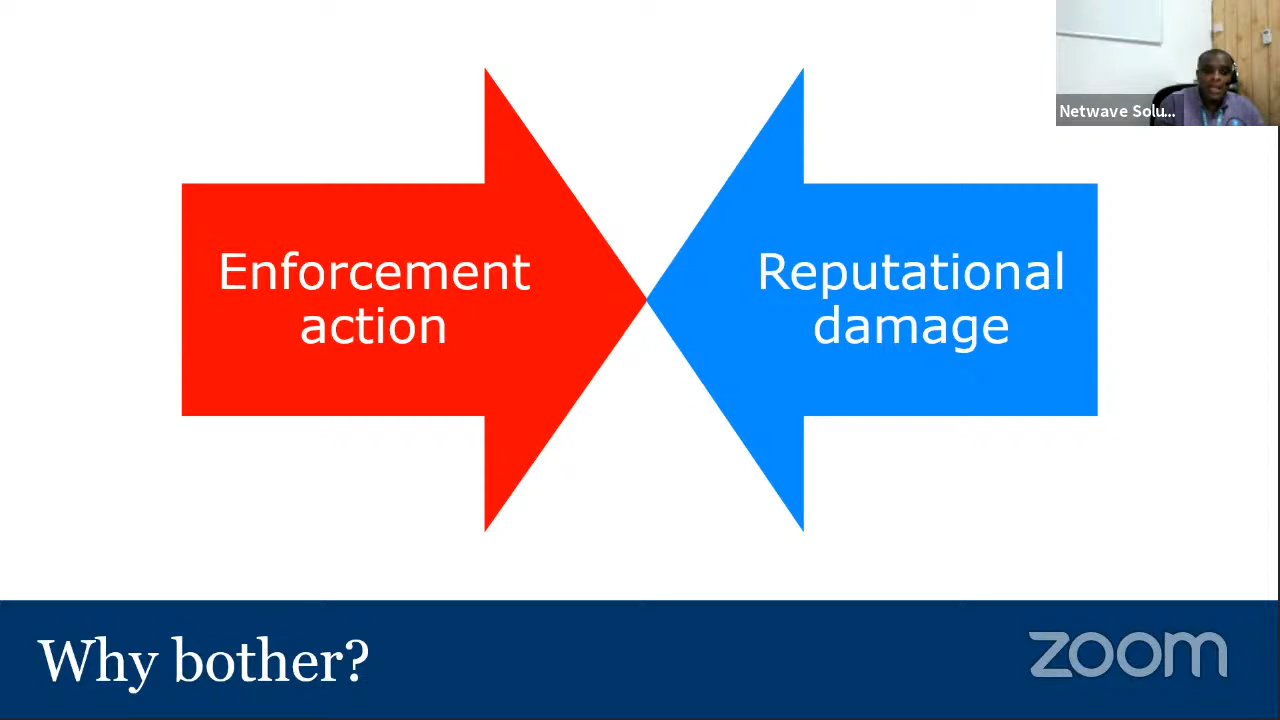 Netwave Solu...
Enforcement
action
Reputational
damage
Why bother?
zoom